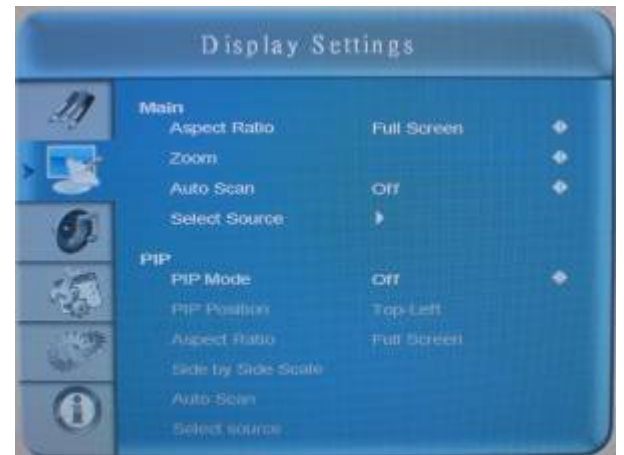 Display Settings
Main
Aspect Ratio Full Screen
Zoom
Auto Scan Off
Select Source
PIP
PIP Mode Off
PIP Position Top-Left
Aspect Ratio Full Screen
Side by Side Scale
Auto Scan
Select source